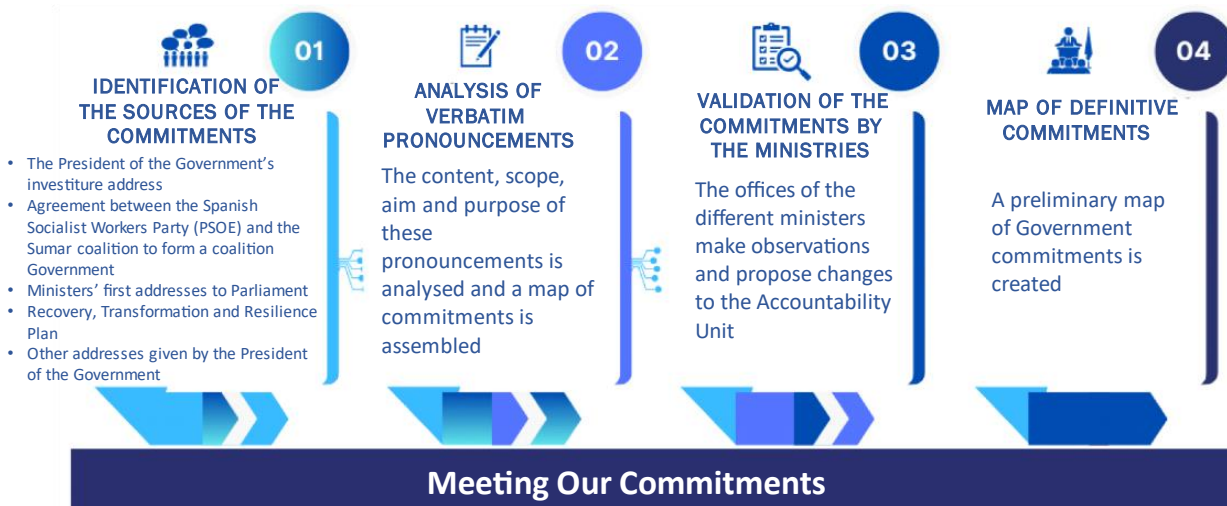 01
IDENTIFICATION OF
THE SOURCES OF THE
COMMITMENTS
• The President of the Government's
investiture address
• Agreement between the Spanish
Socialist Workers Party (PSOE) and the
Sumar coalition to form a coalition
Government
• Ministers' first addresses to Parliament
• Recovery, Transformation and Resilience
Plan
• Other addresses given by the President
of the Government
02
ANALYSIS OF
VERBATIM
PRONOUNCEMENTS
The content, scope,
aim and purpose of
these
pronouncements is
analysed and a map of
commitments is
assembled
03
VALIDATION OF THE
COMMITMENTS BY
THE MINISTRIES
The offices of the
different ministers
make observations
and propose changes
to the Accountability
Unit
04
MAP OF DEFINITIVE
COMMITMENTS
A preliminary map
of Government
commitments is
created
Meeting Our Commitments